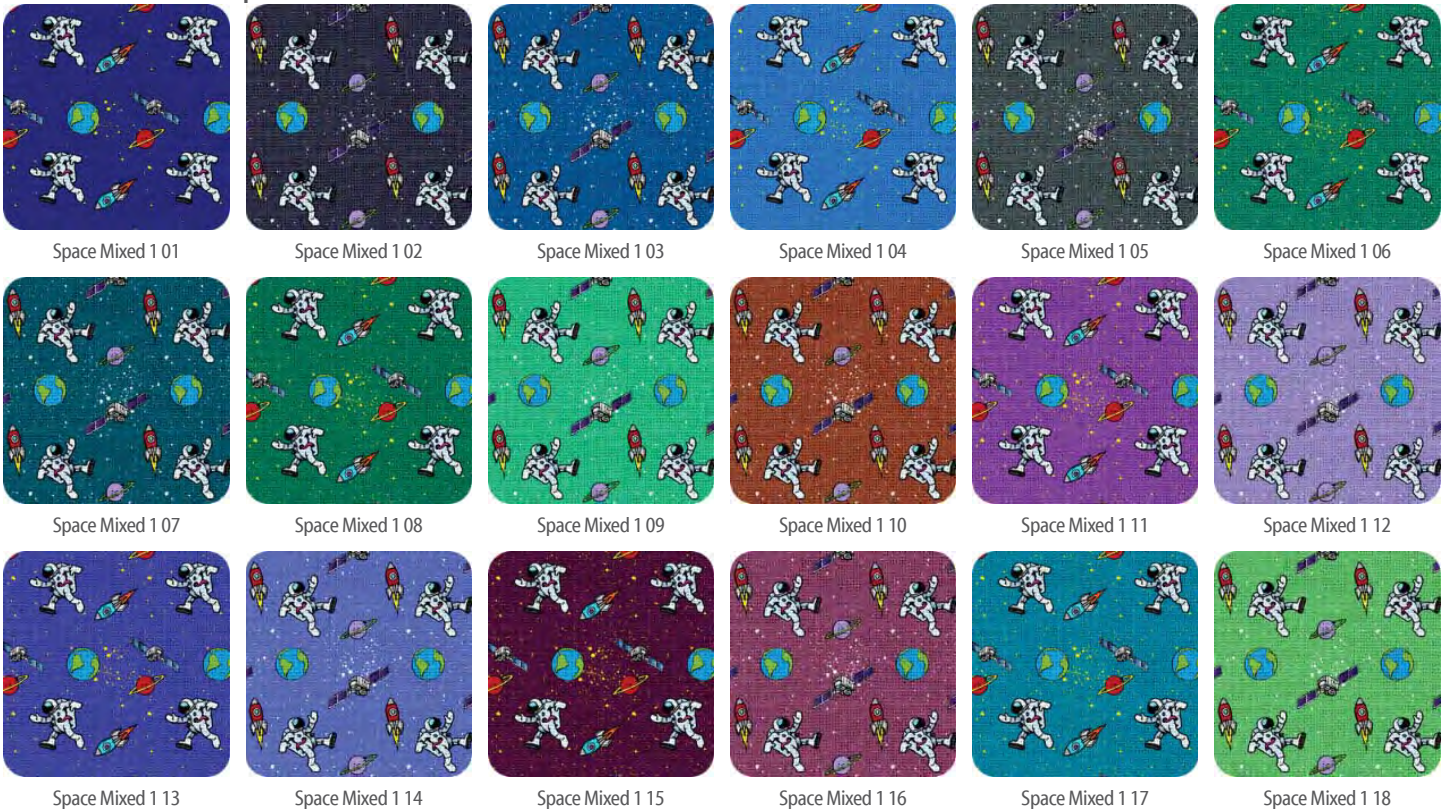 Space Mixed 1 01
Space Mixed 1 02
Space Mixed 1 03
Space Mixed 1 04
Space Mixed 1 05
Space Mixed 1 06
Space Mixed 1 07
Space Mixed 1 08
Space Mixed 1 09
Space Mixed 1 10
Space Mixed 1 11
Space Mixed 1 12
Space Mixed 1 13
Space Mixed 1 14
Space Mixed 1 15
Space Mixed 1 16
Space Mixed 1 17
Space Mixed 1 18